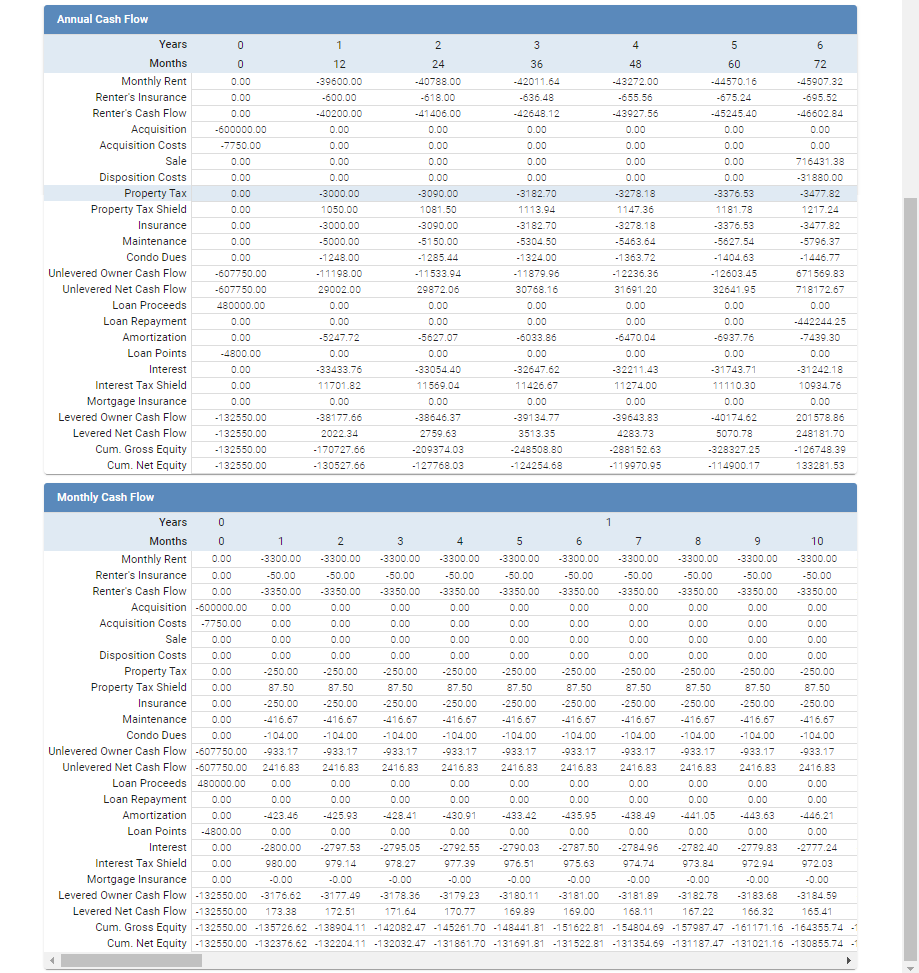 Annual Cash Flow
Years 0 1 2 3 4 5 6
Months 0 12 24 36 48 60 72
Monthly Rent 0.00 -39600.00 -40788.00 -42011.64 -43272.00 -44570.16 -45907.32
Renter's Insurance 0.00 -600.00 -618.00 -636.48 -655.56 -675.24 -695.52
Renter's Cash Flow 0.00 -40200.00 -41406.00 -42648.12 -43927.56 -45245.40 -46602.84
Acquisition -600000.00 0.00 0.00 0.00 0.00 0.00 0.00
Acquisition Costs -7750.00 0.00 0.00 0.00 0.00 0.00 0.00
Sale 0.00 0.00 0.00 0.00 0.00 0.00 716431.38
Disposition Costs 0.00 0.00 0.00 0.00 0.00 0.00 -31880.00
Property Tax 0.00 -3000.00 -3090.00 -3182.70 -3278.18 -3376.53 -3477.82
Property Tax Shield 0.00 1050.00 1081.50 1113.94 1147.36 1181.78 1217.24
Insurance 0.00 -3000.00 -3090.00 -3182.70 -3278.18 -3376.53 -3477.82
Maintenance 0.00 -5000.00 -5150.00 -5304.50 -5463.64 -5627.54 -5796.37
Condo Dues 0.00 -1248.00 -1285.44 -1324.00 -1363.72 -1404.63 -1446.77
Unlevered Owner Cash Flow -607750.00 -11198.00 -11533.94 -11879.96 -12236.36 -12603.45 671569.83
Unlevered Net Cash Flow -607750.00 29002.00 29872.06 30768.16 31691.20 32641.95 718172.67
Loan Proceeds 480000.00 0.00 0.00 0.00 0.00 0.00 0.00
Loan Repayment 0.00 0.00 0.00 0.00 0.00 0.00 -442244.25
Amortization 0.00 -5247.72 -5627.07 -6033.86 -6470.04 -6937.76 -7439.30
Loan Points -4800.00 0.00 0.00 0.00 0.00 0.00 0.00
Interest 0.00 -33433.76 -33054.40 -32647.62 -32211.43 -31743.71 -31242.18
Interest Tax Shield 0.00 11701.82 11569.04 11426.67 11274.00 11110.30 10934.76
Mortgage Insurance 0.00 0.00 0.00 0.00 0.00 0.00 0.00
Levered Owner Cash Flow -132550.00 -38177.66 -38646.37 -39134.77 -39643.83 -40174.62 201578.86
Levered Net Cash Flow -132550.00 2022.34 2759.63 3513.35 4283.73 5070.78 248181.70
Cum. Gross Equity -132550.00 -170727.66 -209374.03 -248508.80 -288152.63 -328327.25 -126748.39
Cum. Net Equity -132550.00 -130527.66 -127768.03 -124254.68 -119970.95 -114900.17 133281.53
Monthly Cash Flow
Years 0 1
Months 0 1 2 3 4 5 6 7 8 9 10
Monthly Rent 0.00 -3300.00 -3300.00 -3300.00 -3300.00 -3300.00 -3300.00 -3300.00 -3300.00 -3300.00 -3300.00
Renter's Insurance 0.00 -50.00 -50.00 -50.00 -50.00 -50.00 -50.00 -50.00 -50.00 -50.00 -50.00
Renter's Cash Flow 0.00 -3350.00 -3350.00 -3350.00 -3350.00 -3350.00 -3350.00 -3350.00 -3350.00 -3350.00 -3350.00
Acquisition -600000.00 0.00 0.00 0.00 0.00 0.00 0.00 0.00 0.00 0.00 0.00
Acquisition Costs -7750.00 0.00 0.00 0.00 0.00 0.00 0.00 0.00 0.00 0.00 0.00
Sale 0.00 0.00 0.00 0.00 0.00 0.00 0.00 0.00 0.00 0.00 0.00
Disposition Costs 0.00 0.00 0.00 0.00 0.00 0.00 0.00 0.00 0.00 0.00 0.00
Property Tax 0.00 -250.00 -250.00 -250.00 -250.00 -250.00 -250.00 -250.00 -250.00 -250.00 -250.00
Property Tax Shield 0.00 87.50 87.50 87.50 87.50 87.50 87.50 87.50 87.50 87.50 87.50
Insurance 0.00 -250.00 -250.00 -250.00 -250.00 -250.00 -250.00 -250.00 -250.00 -250.00 -250.00
Maintenance 0.00 -416.67 -416.67 -416.67 -416.67 -416.67 -416.67 -416.67 -416.67 -416.67 -416.67
Condo Dues 0.00 -104.00 -104.00 -104.00 -104.00 -104.00 -104.00 -104.00 -104.00 -104.00 -104.00
Unlevered Owner Cash Flow -607750.00 -933.17 -933.17 -933.17 -933.17 -933.17 -933.17 -933.17 -933.17 -933.17 -933.17
Unlevered Net Cash Flow -607750.00 2416.83 2416.83 2416.83 2416.83 2416.83 2416.83 2416.83 2416.83 2416.83 2416.83
Loan Proceeds 480000.00 0.00 0.00 0.00 0.00 0.00 0.00 0.00 0.00 0.00 0.00
Loan Repayment 0.00 0.00 0.00 0.00 0.00 0.00 0.00 0.00 0.00 0.00 0.00
Amortization 0.00 -423.46 -425.93 -428.41 -430.91 -433.42 -435.95 -438.49 -441.05 -443.63 -446.21
Loan Points -4800.00 0.00 0.00 0.00 0.00 0.00 0.00 0.00 0.00 0.00 0.00
Interest 0.00 -2800.00 -2797.53 -2795.05 -2792.55 -2790.03 -2787.50 -2784.96 -2782.40 -2779.83 -2777.24
Interest Tax Shield 0.00 980.00 979.14 978.27 977.39 976.51 975.63 974.74 973.84 972.94 972.03
Mortgage Insurance 0.00 -0.00 -0.00 -0.00 -0.00 -0.00 -0.00 -0.00 -0.00 -0.00 -0.00
Levered Owner Cash Flow -132550.00 -3176.62 -3177.49 -3178.36 -3179.23 -3180.11 -3181.00 -3181.89 -3182.78 -3183.68 -3184.59
Levered Net Cash Flow -132550.00 173.38 172.51 171.64 170.77 169.89 169.00 168.11 167.22 166.32 165.41
Cum. Gross Equity -132550.00 -135726.62 -138904.11 -142082.47 -145261.70 -148441.81 -151622.81 -154804.69 -157987.47 -161171.16 -164355.74 -1
Cum. Net Equity -132550.00 -132376.62 -132204.11 -132032.47 -131861.70 -131691.81 -131522.81 -131354.69 -131187.47 -131021.16 -130855.74 -1